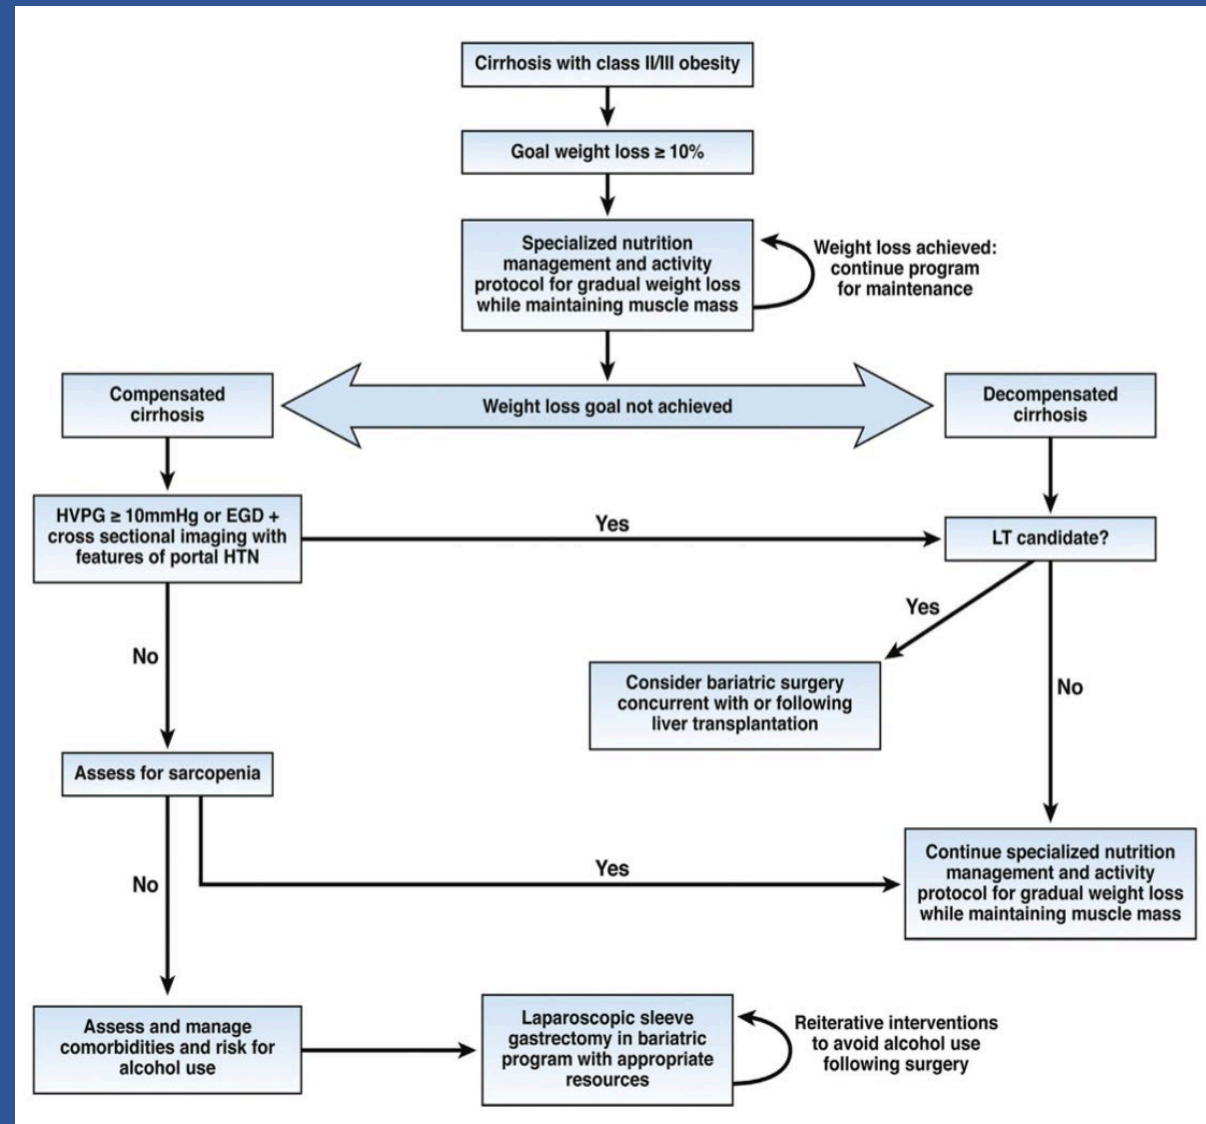 Cirrhosis with class II/III obesity
Goal weight loss ≥ 10%
Specialized nutrition
management and activity
protocol for gradual weight loss
while maintaining muscle mass
Weight loss achieved:
continue program
for maintenance
Compensated
cirrhosis
Weight loss goal not achieved
Decompensated
cirrhosis
HVPG ≥ 10mmHg or EGD +
cross sectional imaging with
features of portal HTN
Yes
LT candidate?
Yes
No
Consider bariatric surgery
concurrent with or following
liver transplantation
No
Assess for sarcopenia
Yes
No
Continue specialized nutrition
management and activity
protocol for gradual weight loss
while maintaining muscle mass
Assess and manage
comorbidities and risk for
alcohol use
Laparoscopic sleeve
gastrectomy in bariatric
program with appropriate
resources
Reiterative interventions
to avoid alcohol use
following surgery